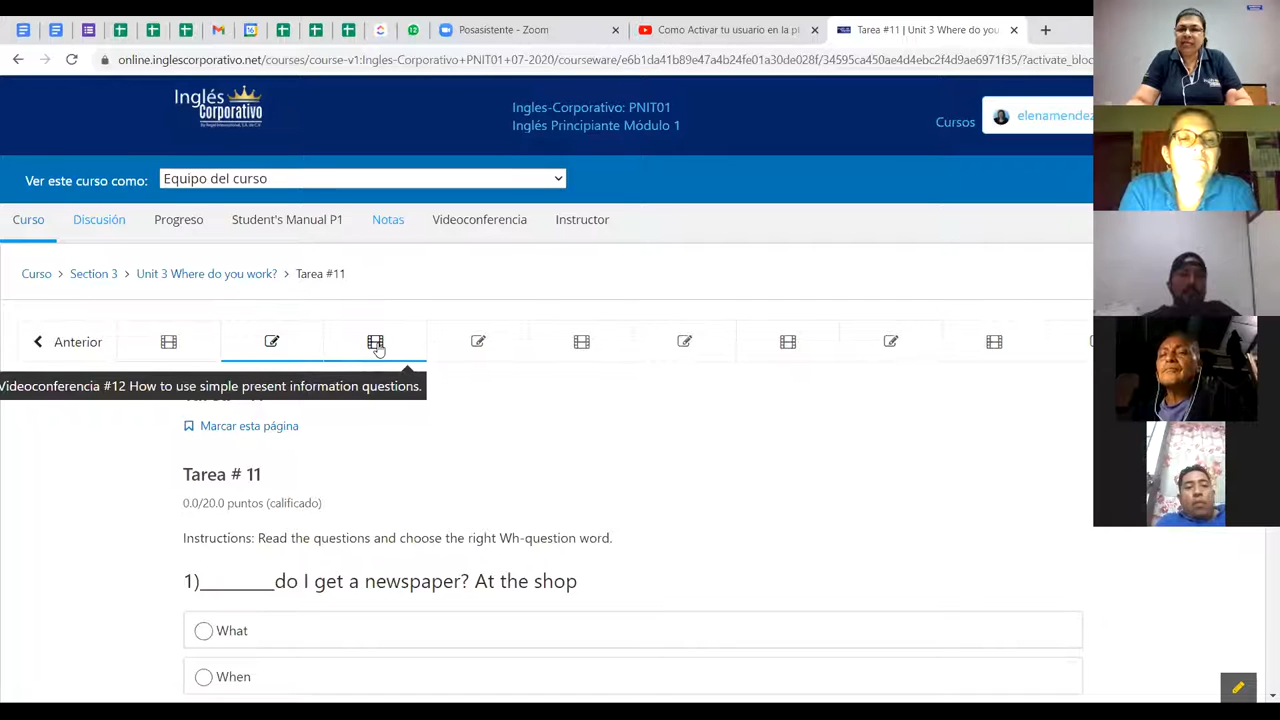 Posando ente - Zoom
Como Activar tu usuario en la pl
Tarea #11 | Unit 3 Where do you
online.inglescorporativo.net/courses/course-v1:Ingles-Corporativo+PNIT01+07-2020/courseware/e6b1da41b89e47a4b24fe01a30de028f/34595ca450ae4d4ebc2f4d9ae6971f35/?activate_bloc
Inglés
Corporativo
Ingles-Corporativo: PNIT01
Inglés Principiante Módulo 1
Cursos
elenamendez
Ver este curso como:
Equipo del curso
Curso
Discusión
Progreso
Student's Manual P1
Notas
Videoconferencia
Instructor
Curso > Section 3 > Unit 3 Where do you work? > Tarea #11
Anterior
Videoconferencia #12 How to use simple present information questions.
Marcar esta página
Tarea # 11
0.0/20.0 puntos (calificado)
Instructions: Read the questions and choose the right Wh-question word.
1)________do I get a newspaper? At the shop
What
When